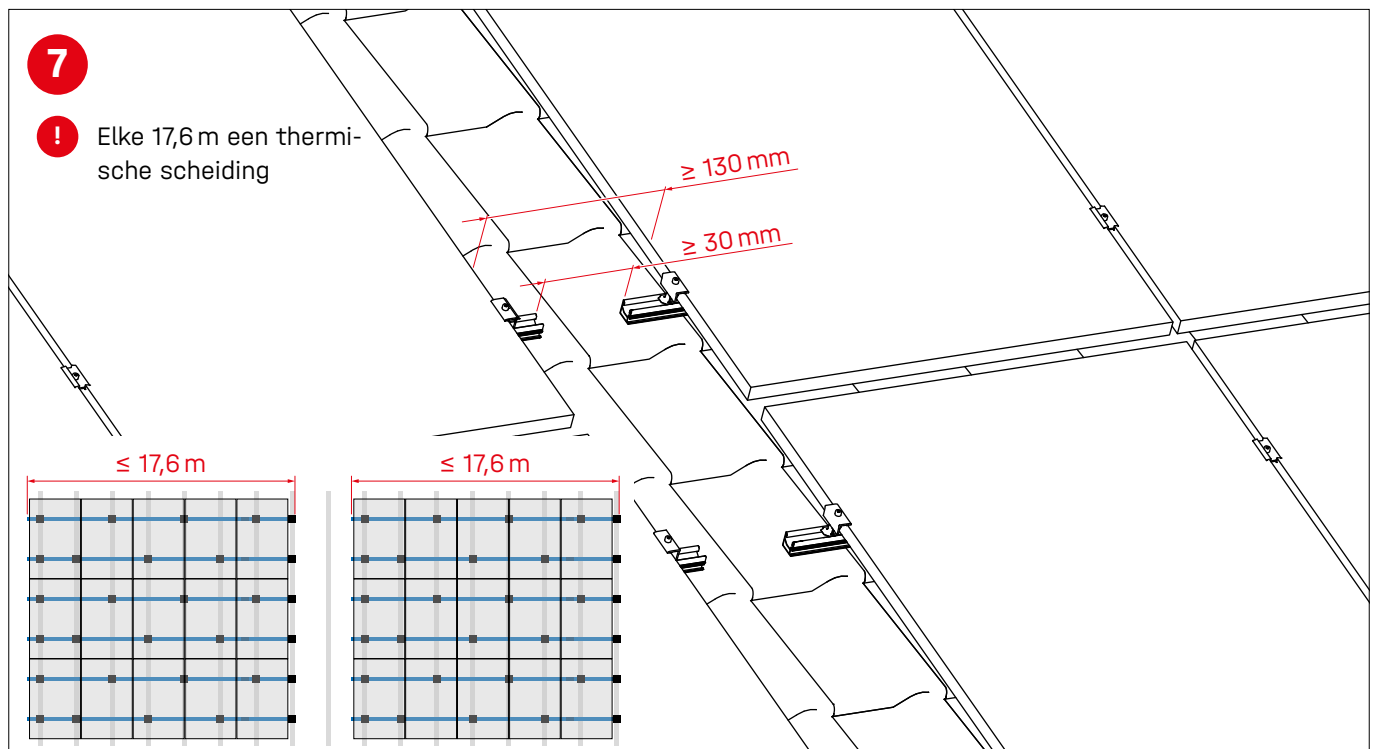 7
! Elke 17,6 m een thermi-
sche scheiding
≥ 130 mm
≥ 30 mm
≤ 17,6 m
≤ 17,6 m